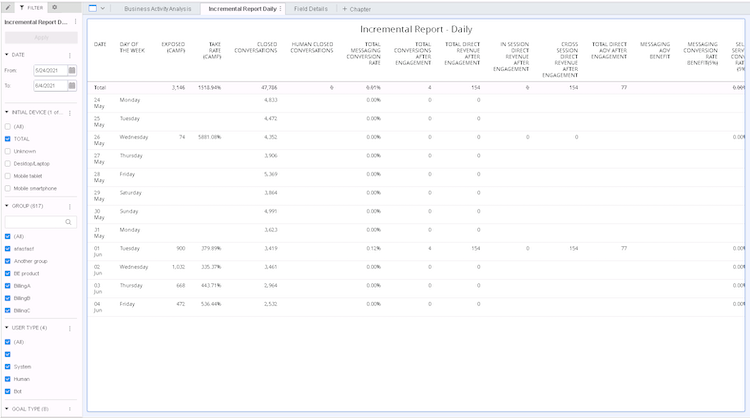 FILTER
Business Activity Analysis
Incremental Report Daily
Field Details
+ Chapter
Incremental Report D...
Apply
DATE
From: 5/24/2021
To: 6/4/2021
INITIAL DEVICE (1 of...
(All)
TOTAL
Unknown
Desktop/Laptop
Mobile tablet
Mobile smartphone
GROUP (617)
(All)
Another group
BE product
BillingA
BillingB
BillingC
USER TYPE (4)
(All)
System
Human
Bot
GOAL TYPE (8)
Incremental Report - Daily
DATE DAY OF THE WEEK EXPOSED (CAMP) TAKE RATE (CAMP) CLOSED CONVERSATIONS HUMAN CLOSED CONVERSATIONS TOTAL MESSAGING CONVERSION RATE TOTAL CONVERSIONS AFTER ENGAGEMENT TOTAL DIRECT REVENUE AFTER ENGAGEMENT IN SESSION DIRECT REVENUE AFTER ENGAGEMENT CROSS SESSION DIRECT REVENUE AFTER ENGAGEMENT TOTAL DIRECT AOV AFTER ENGAGEMENT MESSAGING AOV BENEFIT MESSAGING CONVERSION RATE BENEFIT(%)
Total 3,146 1518.94% 47,786 0 0.01% 4 154 0 154 77 0.00%
24 May Monday 4,833 0.00% 0 0
25 May Tuesday 4,472 0.00% 0 0
26 May Wednesday 74 5881.08% 4,352 0.00% 0 0 0 0 0.00%
27 May Thursday 3,906 0.00% 0 0
28 May Friday 5,369 0.00% 0 0
29 May Saturday 3,864 0.00% 0 0
30 May Sunday 4,991 0.00% 0 0
31 May Monday 3,623 0.00% 0 0
01 Jun Tuesday 900 379.89% 3,419 0.12% 4 154 0 154 77 0.00%
02 Jun Wednesday 1,032 335.37% 3,461 0.00% 0 0 0.00%
03 Jun Thursday 668 443.71% 2,964 0.00% 0 0 0.00%
04 Jun Friday 472 536.44% 2,532 0.00% 0 0 0.00%